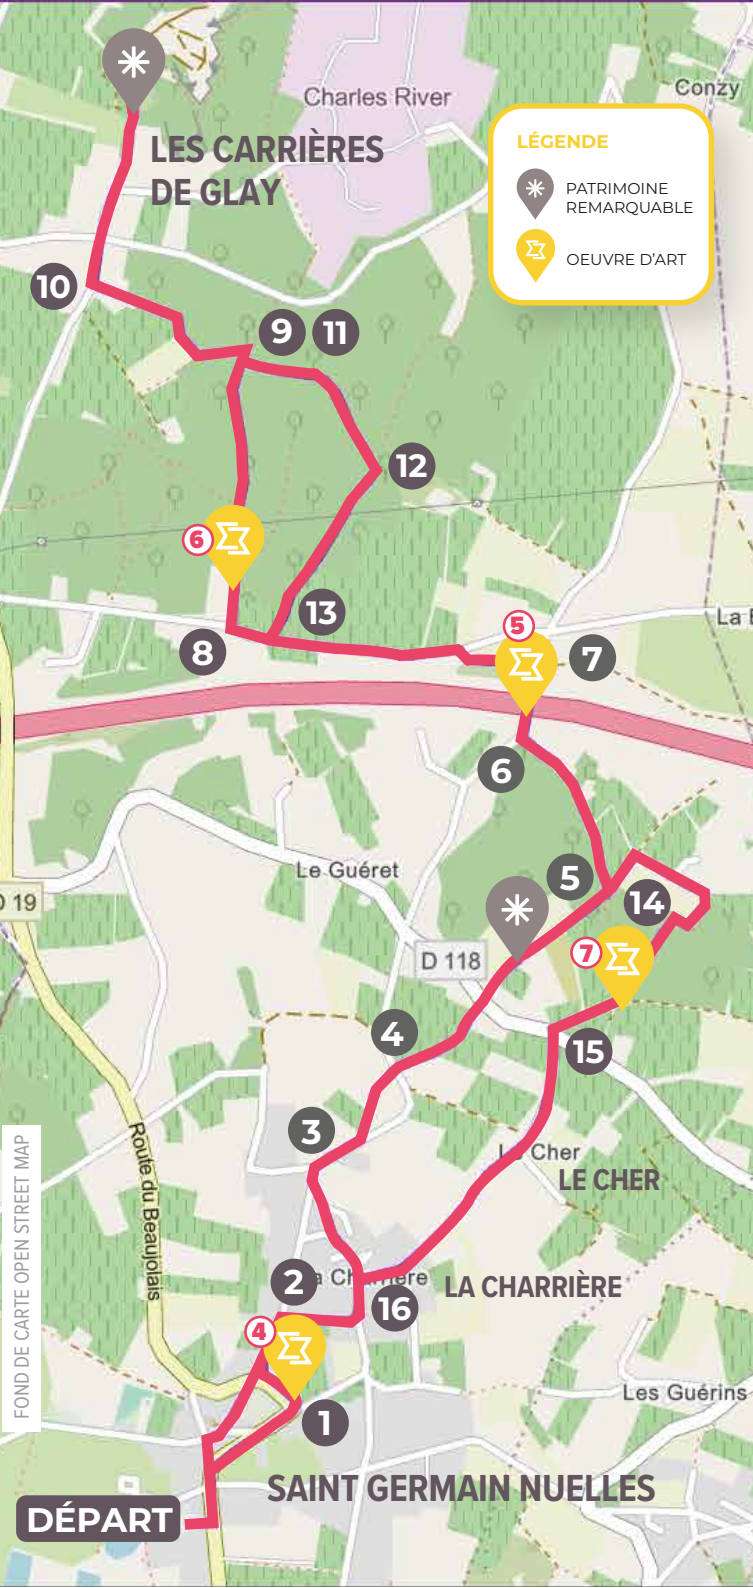 Charles River
Conzy
LES CARRIÈRES
DE GLAY
LÉGENDE
PATRIMOINE
REMARQUABLE
OEUVRE D'ART
10
9 11
12
6
13
8
5
7
La
6
Le Guéret
5
14
D 19
7
D 118
4
15
3
Cher
LE CHER
Route du Beaujolais
FOND DE CARTE OPEN STREET MAP
2
LA CHARRIÈRE
16
4
Les Guérins
1
SAINT GERMAIN NUELLES
DÉPART